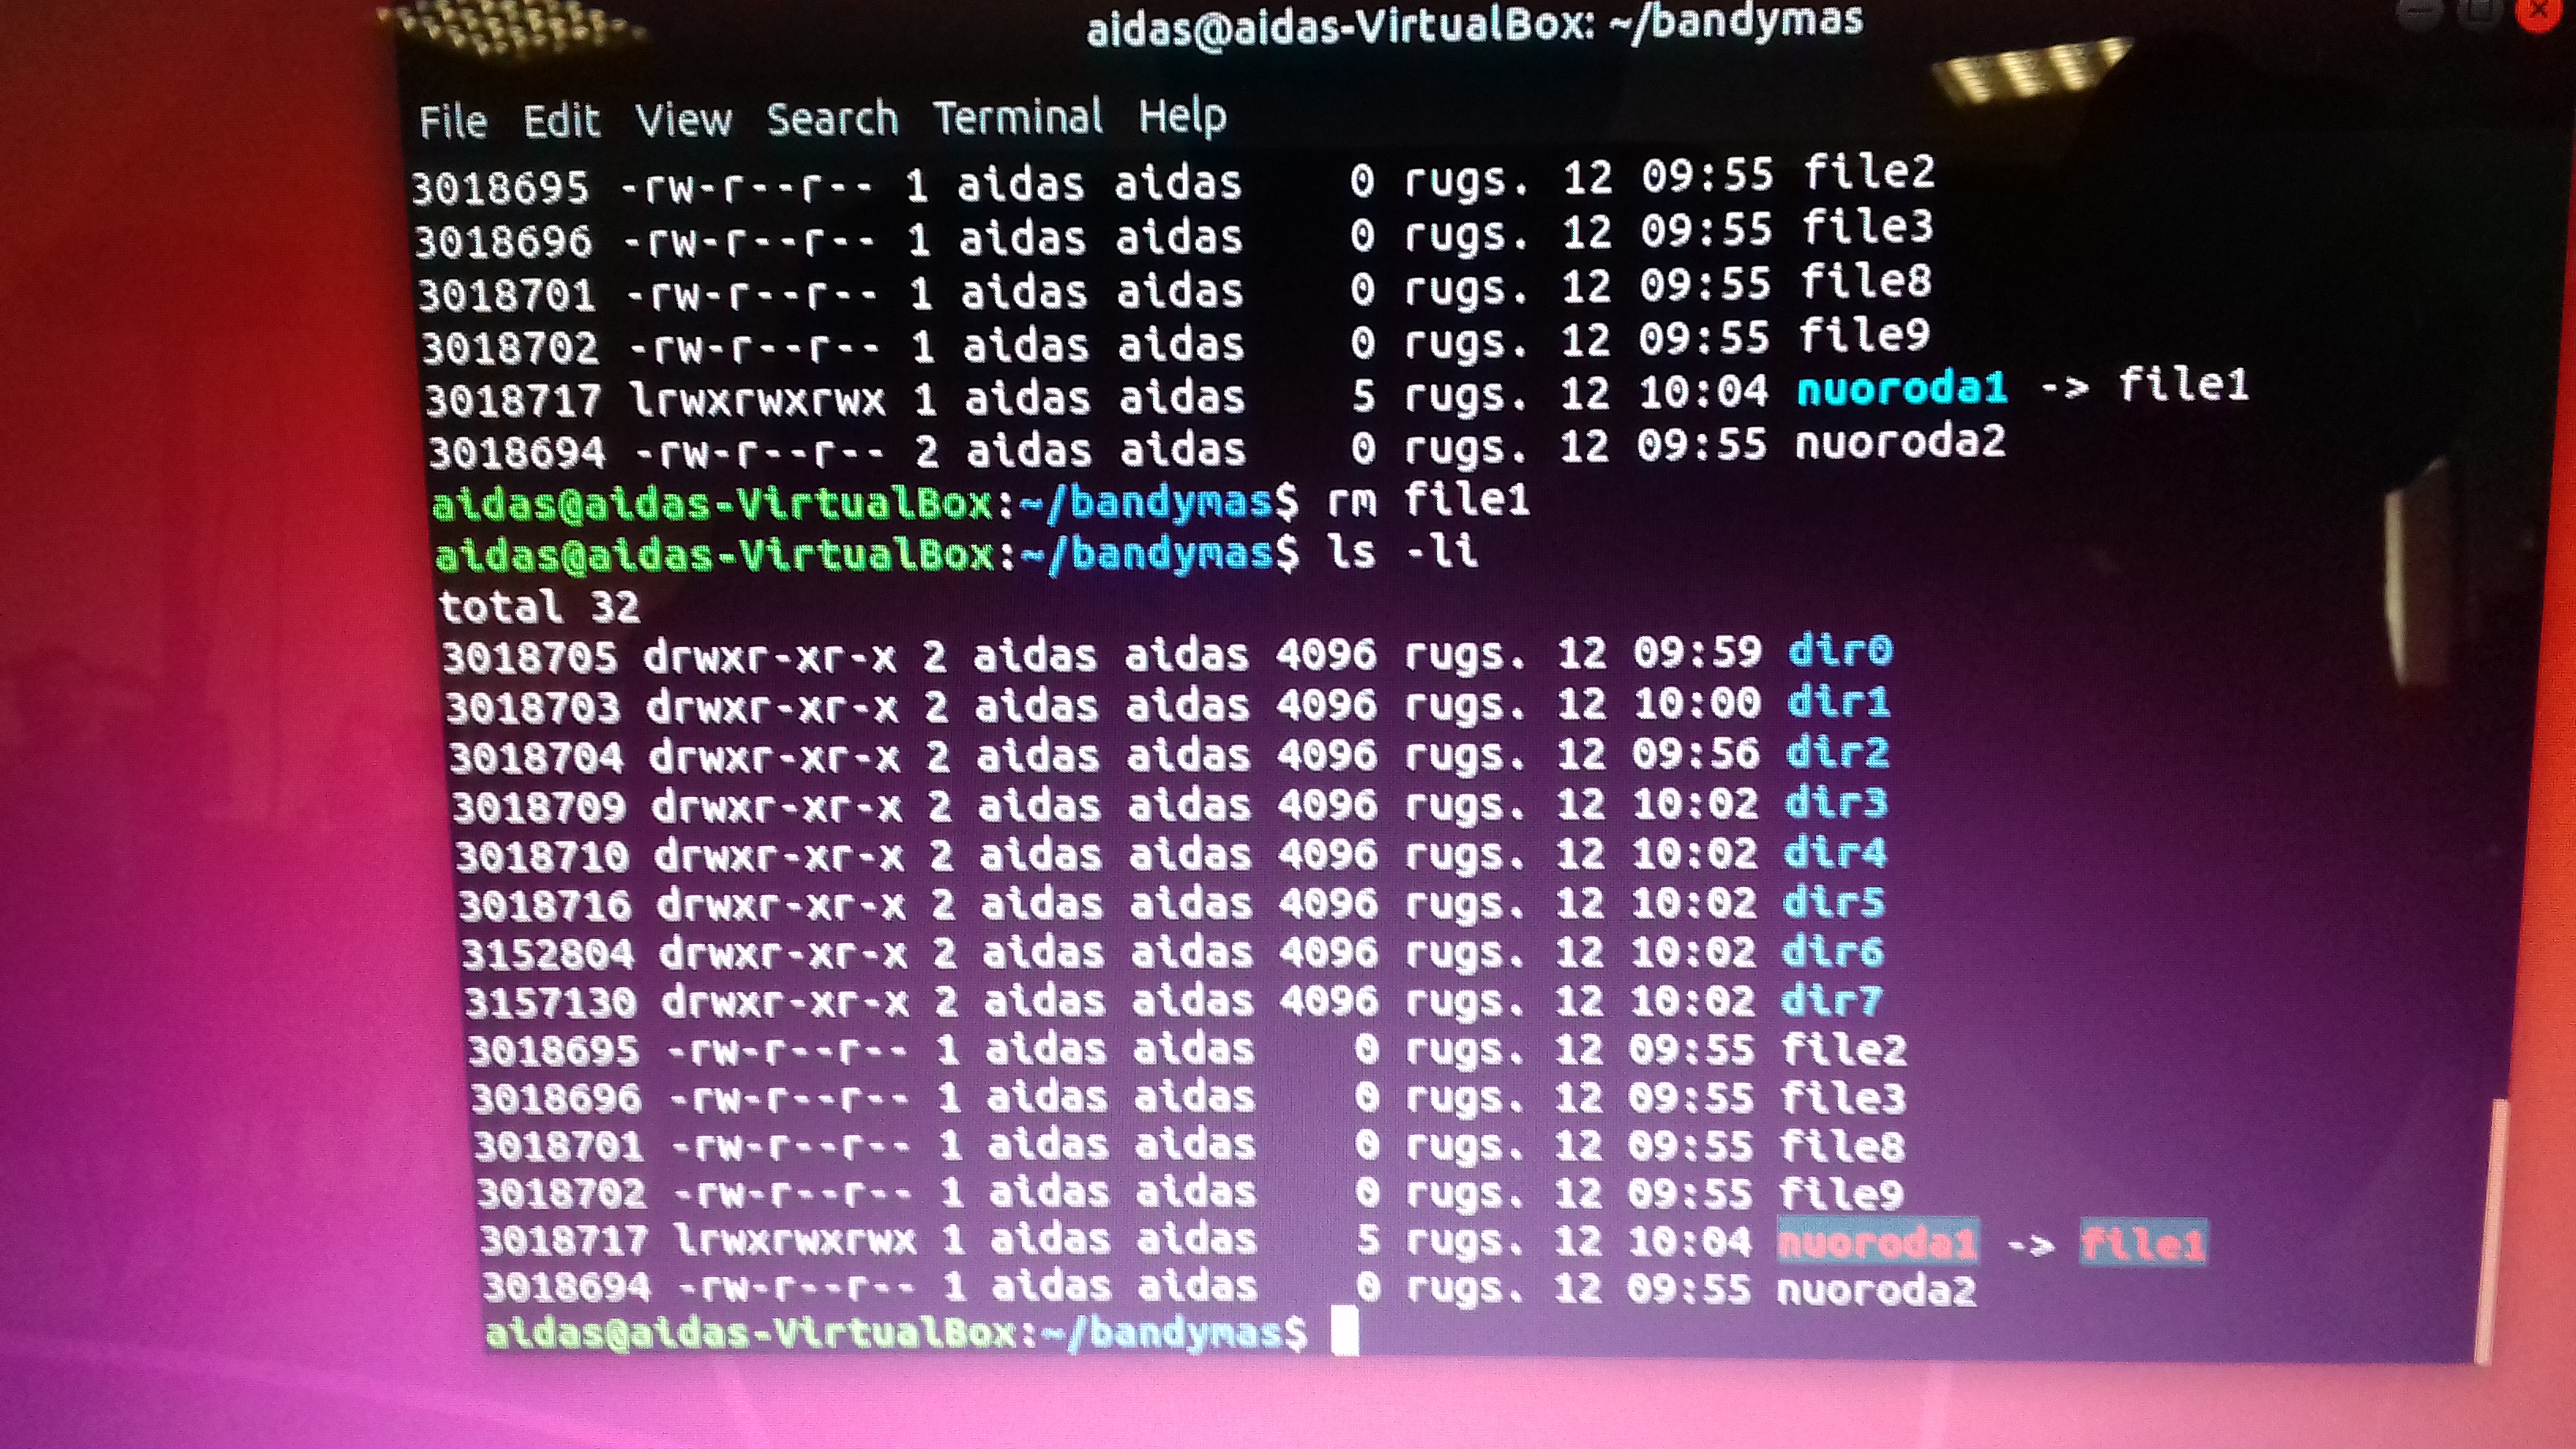 aidas@aidas-VirtualBox: ~/bandymas
File Edit View Search Terminal Help
3018695 -rw-r--r-- 1 aidas aidas    0 rugs. 12 09:55 file2
3018696 -rw-r--r-- 1 aidas aidas    0 rugs. 12 09:55 file3
3018701 -rw-r--r-- 1 aidas aidas    0 rugs. 12 09:55 file8
3018702 -rw-r--r-- 1 aidas aidas    0 rugs. 12 09:55 file9
3018717 lrwxrwxrwx 1 aidas aidas    5 rugs. 12 10:04 nuoroda1 -> file1
3018694 -rw-r--r-- 2 aidas aidas    0 rugs. 12 09:55 nuoroda2
aidas@aidas-VirtualBox:~/bandymas$ rm file1
aidas@aidas-VirtualBox:~/bandymas$ ls -li
total 32
3018705 drwxr-xr-x 2 aidas aidas 4096 rugs. 12 09:59 dir0
3018703 drwxr-xr-x 2 aidas aidas 4096 rugs. 12 10:00 dir1
3018704 drwxr-xr-x 2 aidas aidas 4096 rugs. 12 09:56 dir2
3018709 drwxr-xr-x 2 aidas aidas 4096 rugs. 12 10:02 dir3
3018710 drwxr-xr-x 2 aidas aidas 4096 rugs. 12 10:02 dir4
3018716 drwxr-xr-x 2 aidas aidas 4096 rugs. 12 10:02 dir5
3152804 drwxr-xr-x 2 aidas aidas 4096 rugs. 12 10:02 dir6
3157130 drwxr-xr-x 2 aidas aidas 4096 rugs. 12 10:02 dir7
3018695 -rw-r--r-- 1 aidas aidas    0 rugs. 12 09:55 file2
3018696 -rw-r--r-- 1 aidas aidas    0 rugs. 12 09:55 file3
3018701 -rw-r--r-- 1 aidas aidas    0 rugs. 12 09:55 file8
3018702 -rw-r--r-- 1 aidas aidas    0 rugs. 12 09:55 file9
3018717 lrwxrwxrwx 1 aidas aidas    5 rugs. 12 10:04 nuoroda1 -> file1
3018694 -rw-r--r-- 1 aidas aidas    0 rugs. 12 09:55 nuoroda2
aidas@aidas-VirtualBox:~/bandymas$